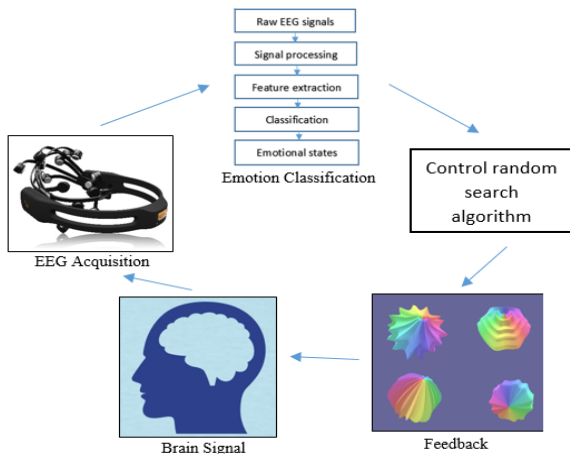 Raw EEG signals
Signal processing
Feature extraction
Classification
Emotional states
Emotion Classification
Control random
search
algorithm
EEG Acquisition
Brain Signal
Feedback